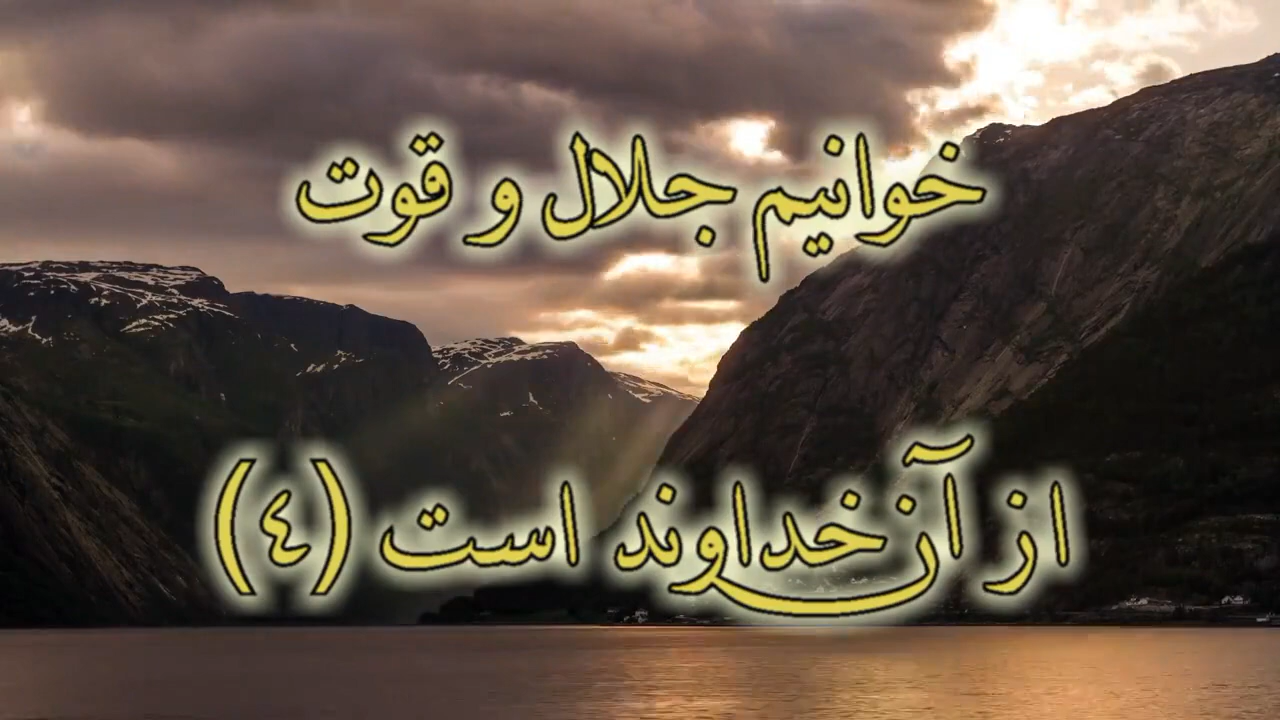 خوانیم جلال و قوت
از آن خداوند است (٤)